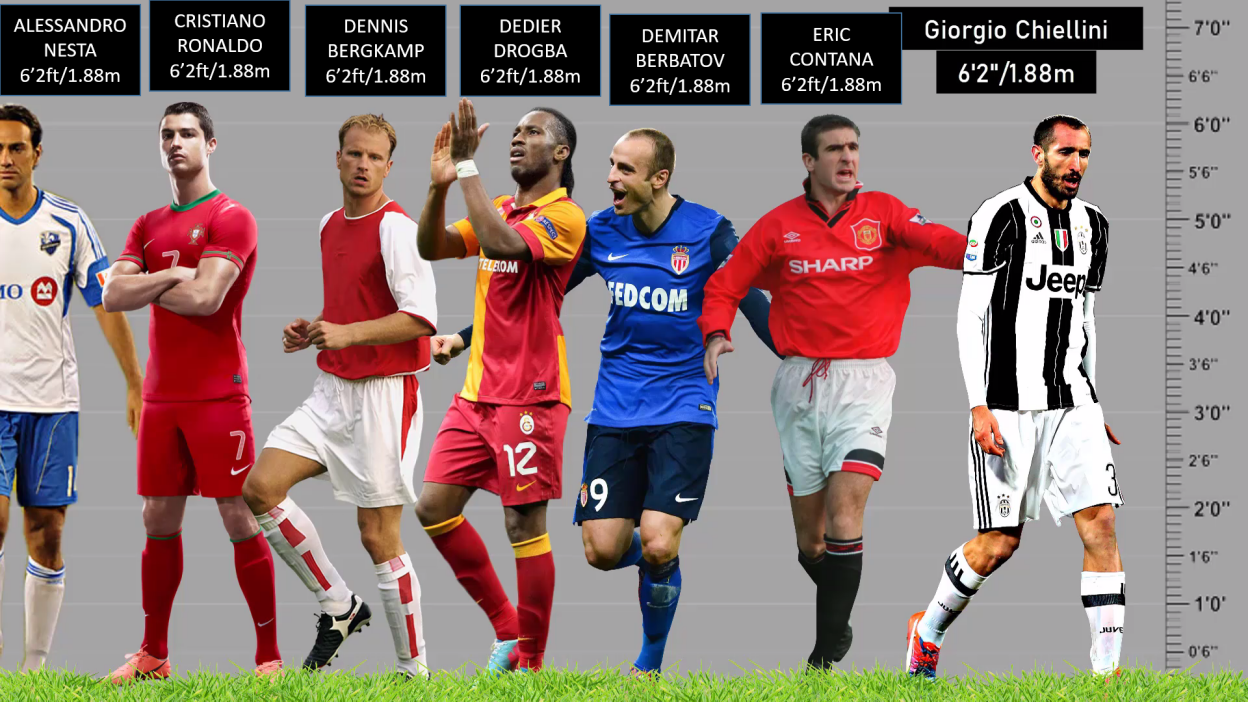 ALESSANDRO
NESTA
6’2ft/1.88m
CRISTIANO
RONALDO
6’2ft/1.88m
DENNIS
BERGKAMP
6’2ft/1.88m
DEDIER
DROGBA
6’2ft/1.88m
DEMITAR
BERBATOV
6’2ft/1.88m
ERIC
CONTANA
6’2ft/1.88m
Giorgio Chiellini
6'2"/1.88m
7'0"
6'6"
6'0"
5'6"
5'0"
4'6"
4'0"
3'6"
3'0"
2'6"
2'0"
1'6"
1'0'
0'6"
MO
7
7
TELEKOM
12
FEDCOM
9
SHARP
adidas
Jeep
3